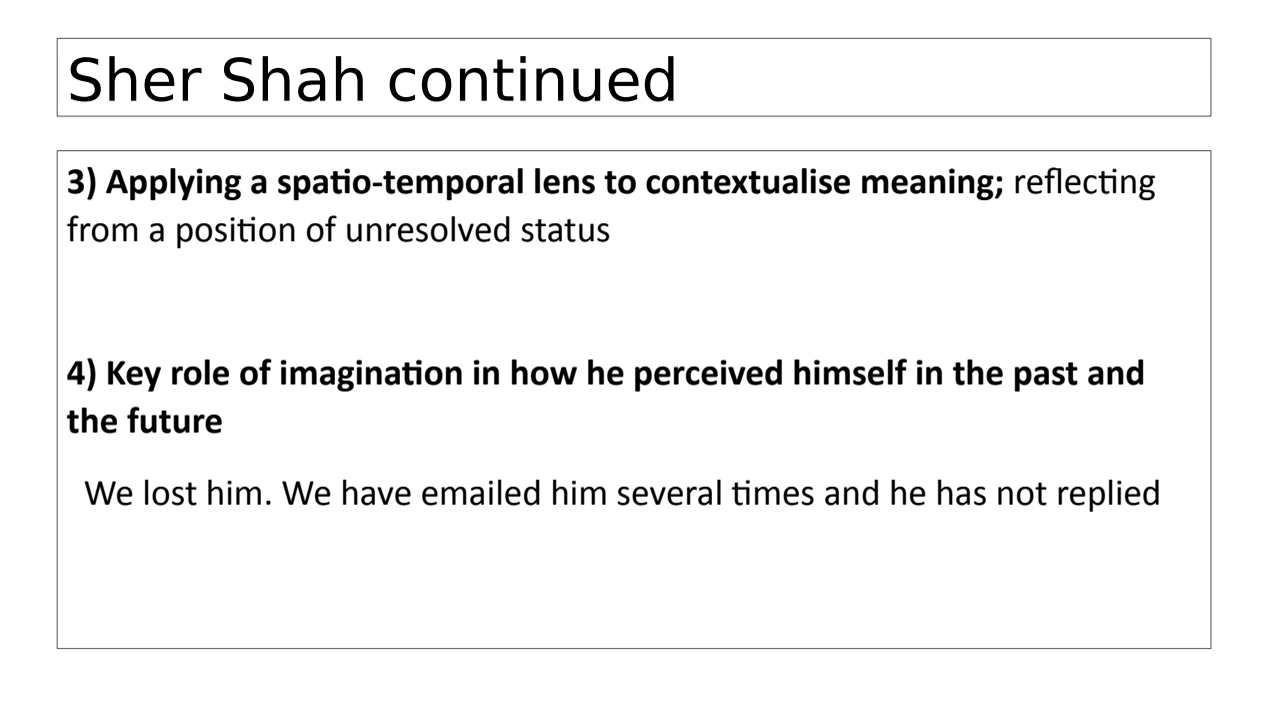 Sher Shah continued
3) Applying a spatio-temporal lens to contextualise meaning; reflecting
from a position of unresolved status
4) Key role of imagination in how he perceived himself in the past and
the future
We lost him. We have emailed him several times and he has not replied